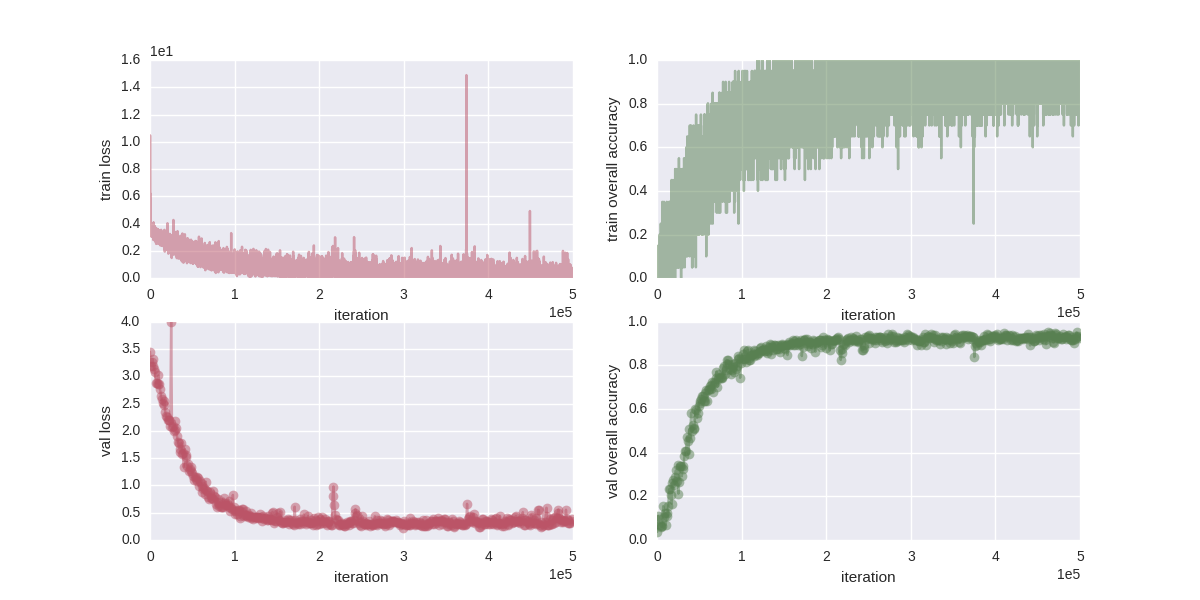 1e1
1.6
1.4
1.2
1.0
0.8
0.6
0.4
0.2
0.0
train loss
0 1 2 3 4 5
iteration
1e5
1.0
0.8
0.6
0.4
0.2
0.0
train overall accuracy
0 1 2 3 4 5
iteration
1e5
4.0
3.5
3.0
2.5
2.0
1.5
1.0
0.5
0.0
val loss
0 1 2 3 4 5
iteration
1e5
1.0
0.8
0.6
0.4
0.2
0.0
val overall accuracy
0 1 2 3 4 5
iteration
1e5